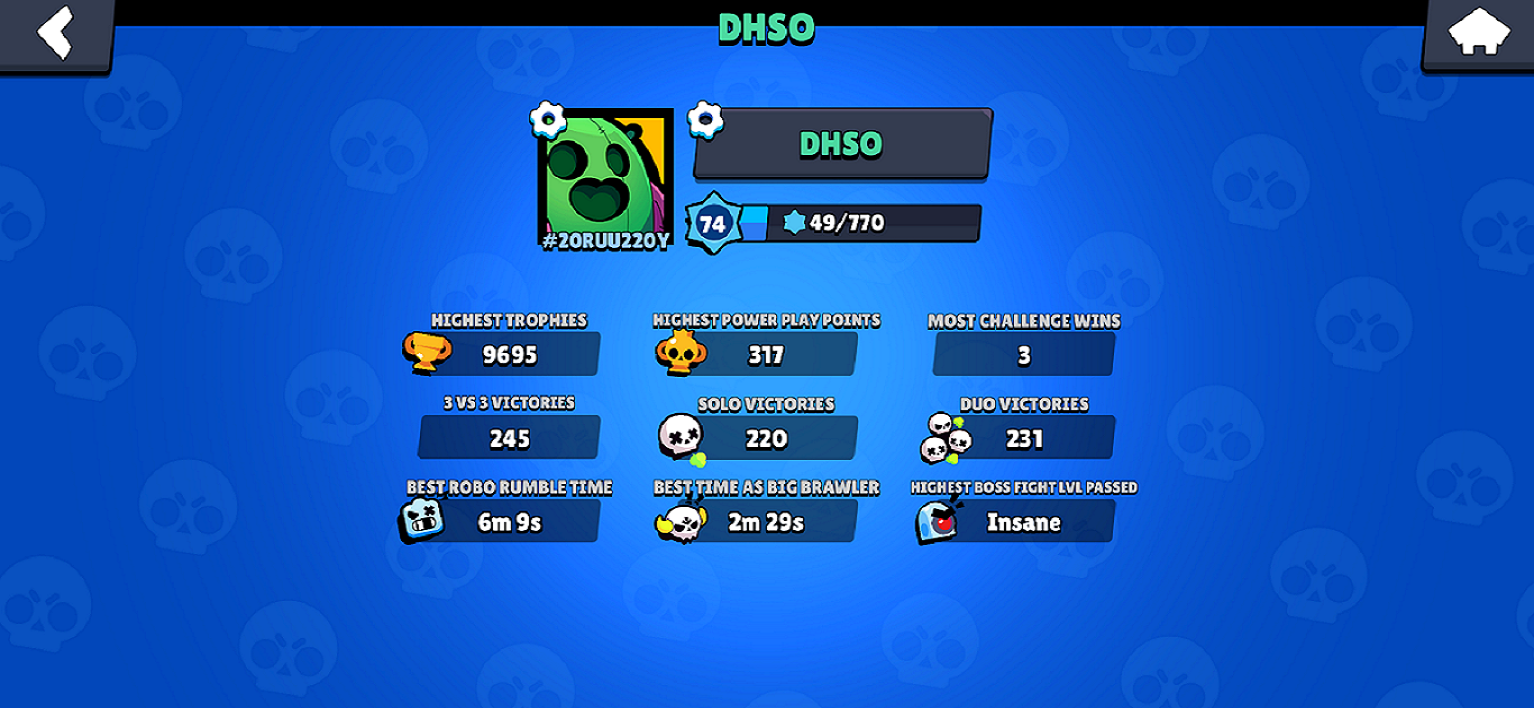 DHSO
DHSO
#20RUU220Y
74
49/770
HIGHEST TROPHIES
9695
HIGHEST POWER PLAY POINTS
317
MOST CHALLENGE WINS
3
3 VS 3 VICTORIES
245
SOLO VICTORIES
220
DUO VICTORIES
231
BEST ROBO RUMBLE TIME
6m 9s
BEST TIME AS BIG BRAWLER
2m 29s
HIGHEST BOSS FIGHT LVL PASSED
Insane